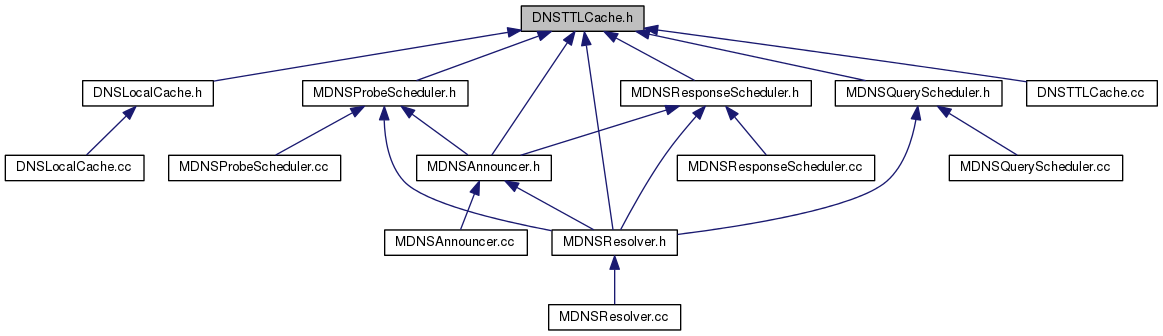 DNSTTLCache.h
DNSLocalCache.h
MDNSProbeScheduler.h
MDNSResponseScheduler.h
MDNSQueryScheduler.h
DNSTTLCache.cc
DNSLocalCache.cc
MDNSProbeScheduler.cc
MDNSAnnouncer.h
MDNSResponseScheduler.cc
MDNSQueryScheduler.cc
MDNSAnnouncer.cc
MDNSResolver.h
MDNSResolver.cc